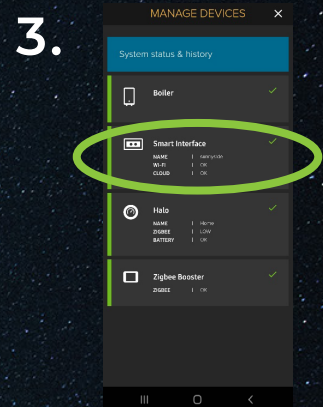 3.
MANAGE DEVICES
System status & history
Boiler
Smart Interface
NAME | sunnyside
WI-FI | OK
CLOUD | OK
Halo
NAME | Home
ZIGBEE | LOW
BATTERY | OK
Zigbee Booster
ZIGBEE | OK